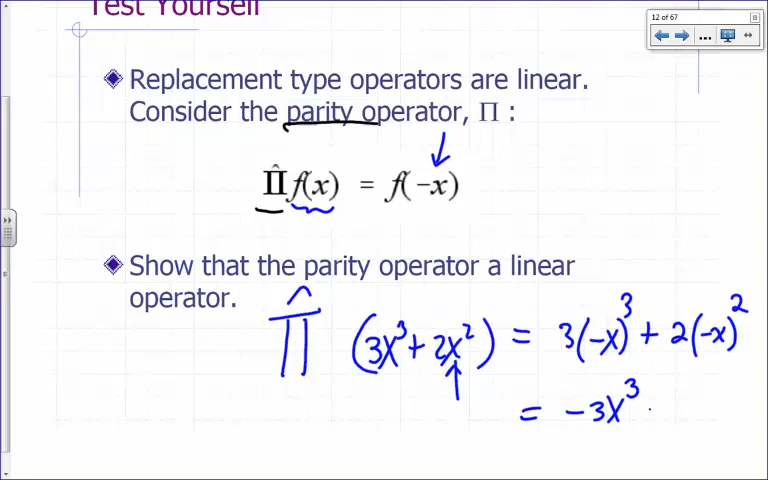 Test Yourself
12 of 67
Replacement type operators are linear.
Consider the parity operator, Π :
Π̂f(x) = f(−x)
Show that the parity operator a linear
operator.
Π̂ (3x³ + 2x²) = 3(-x)³ + 2(-x)²
= -3x³